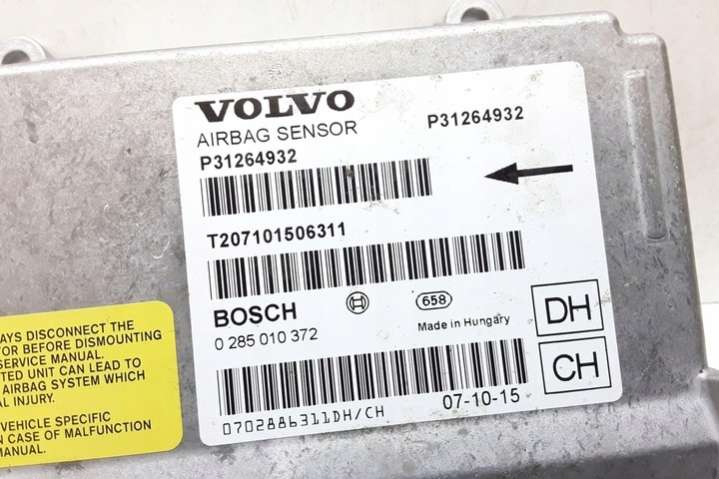 VOLVO
AIRBAG SENSOR P31264932
P31264932
T207101506311
BOSCH 658
0 285 010 372 Made in Hungary
DH
CH
07-10-15
0702886311DH/CH
AYS DISCONNECT THE
TOR BEFORE DISMOUNTING
SERVICE MANUAL.
TED UNIT CAN LEAD TO
AIRBAG SYSTEM WHICH
AL INJURY.
VEHICLE SPECIFIC
N CASE OF MALFUNCTION
MANUAL.